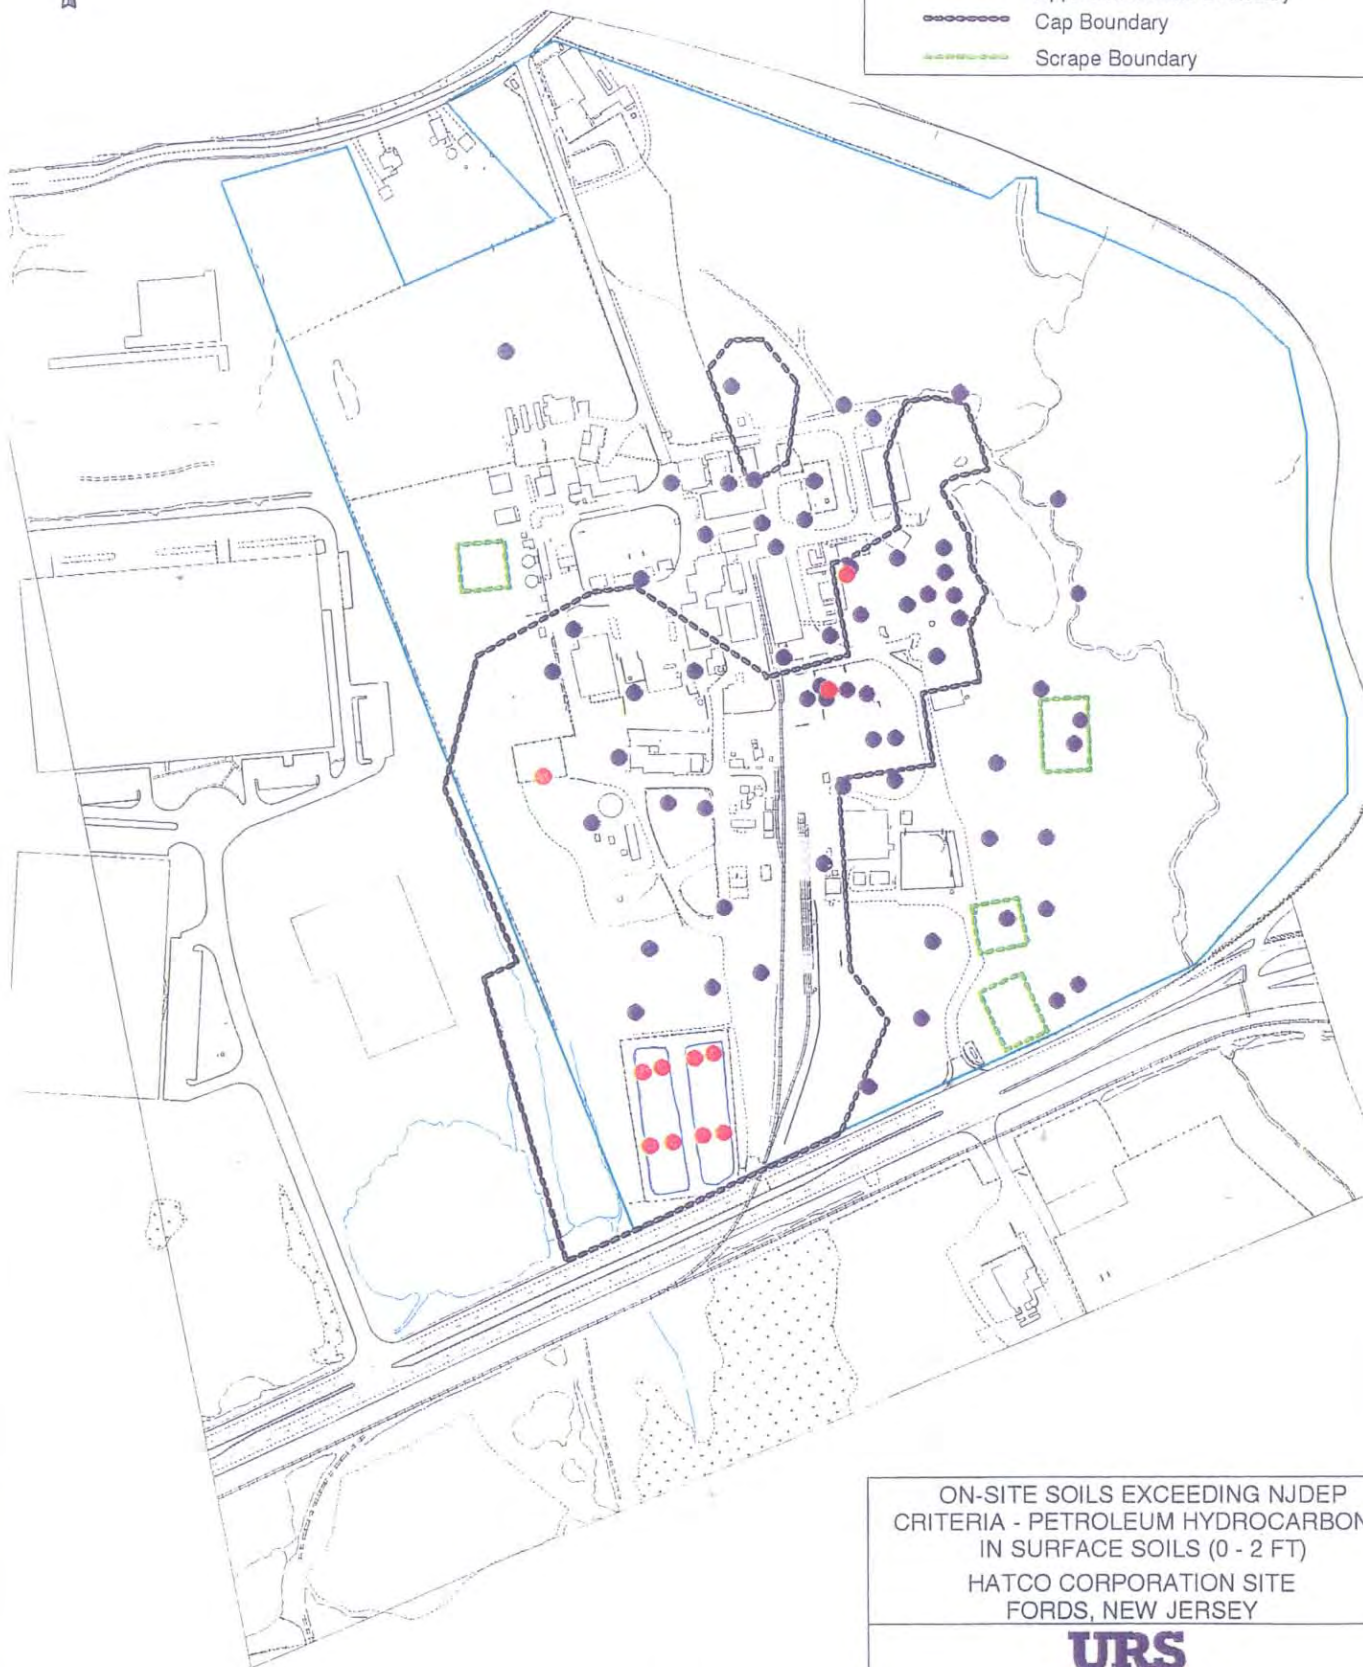 Cap Boundary
Scrape Boundary
ON-SITE SOILS EXCEEDING NJDEP
CRITERIA - PETROLEUM HYDROCARBON
IN SURFACE SOILS (0 - 2 FT)
HATCO CORPORATION SITE
FORDS, NEW JERSEY
URS